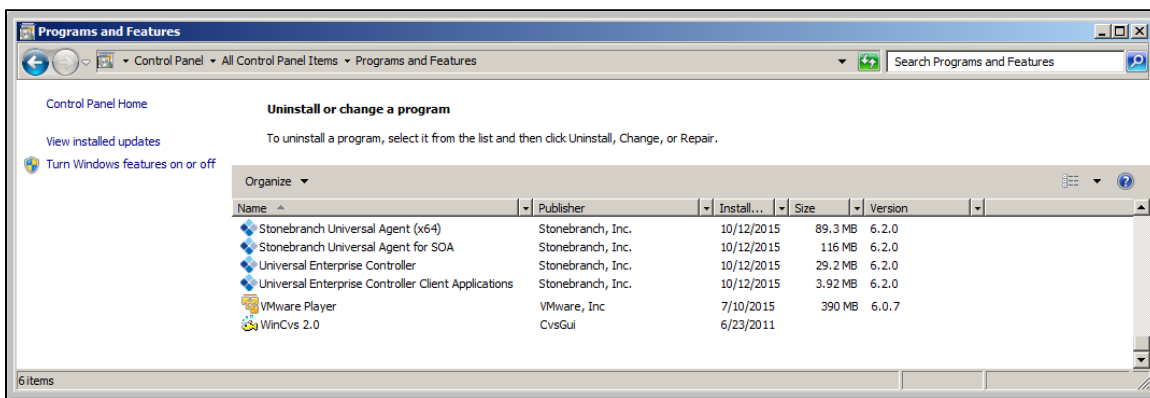 Programs and Features
Control Panel All Control Panel Items Programs and Features Search Programs and Features
Control Panel Home
Uninstall or change a program
View installed updates
To uninstall a program, select it from the list and then click Uninstall, Change, or Repair.
Turn Windows features on or off
Organize
Name Publisher Install... Size Version
Stonebranch Universal Agent (x64) Stonebranch, Inc. 10/12/2015 89.3 MB 6.2.0
Stonebranch Universal Agent for SOA Stonebranch, Inc. 10/12/2015 116 MB 6.2.0
Universal Enterprise Controller Stonebranch, Inc. 10/12/2015 29.2 MB 6.2.0
Universal Enterprise Controller Client Applications Stonebranch, Inc. 10/12/2015 3.92 MB 6.2.0
VMware Player VMware, Inc 7/10/2015 390 MB 6.0.7
WinCvs 2.0 CvsGui 6/23/2011
6 items